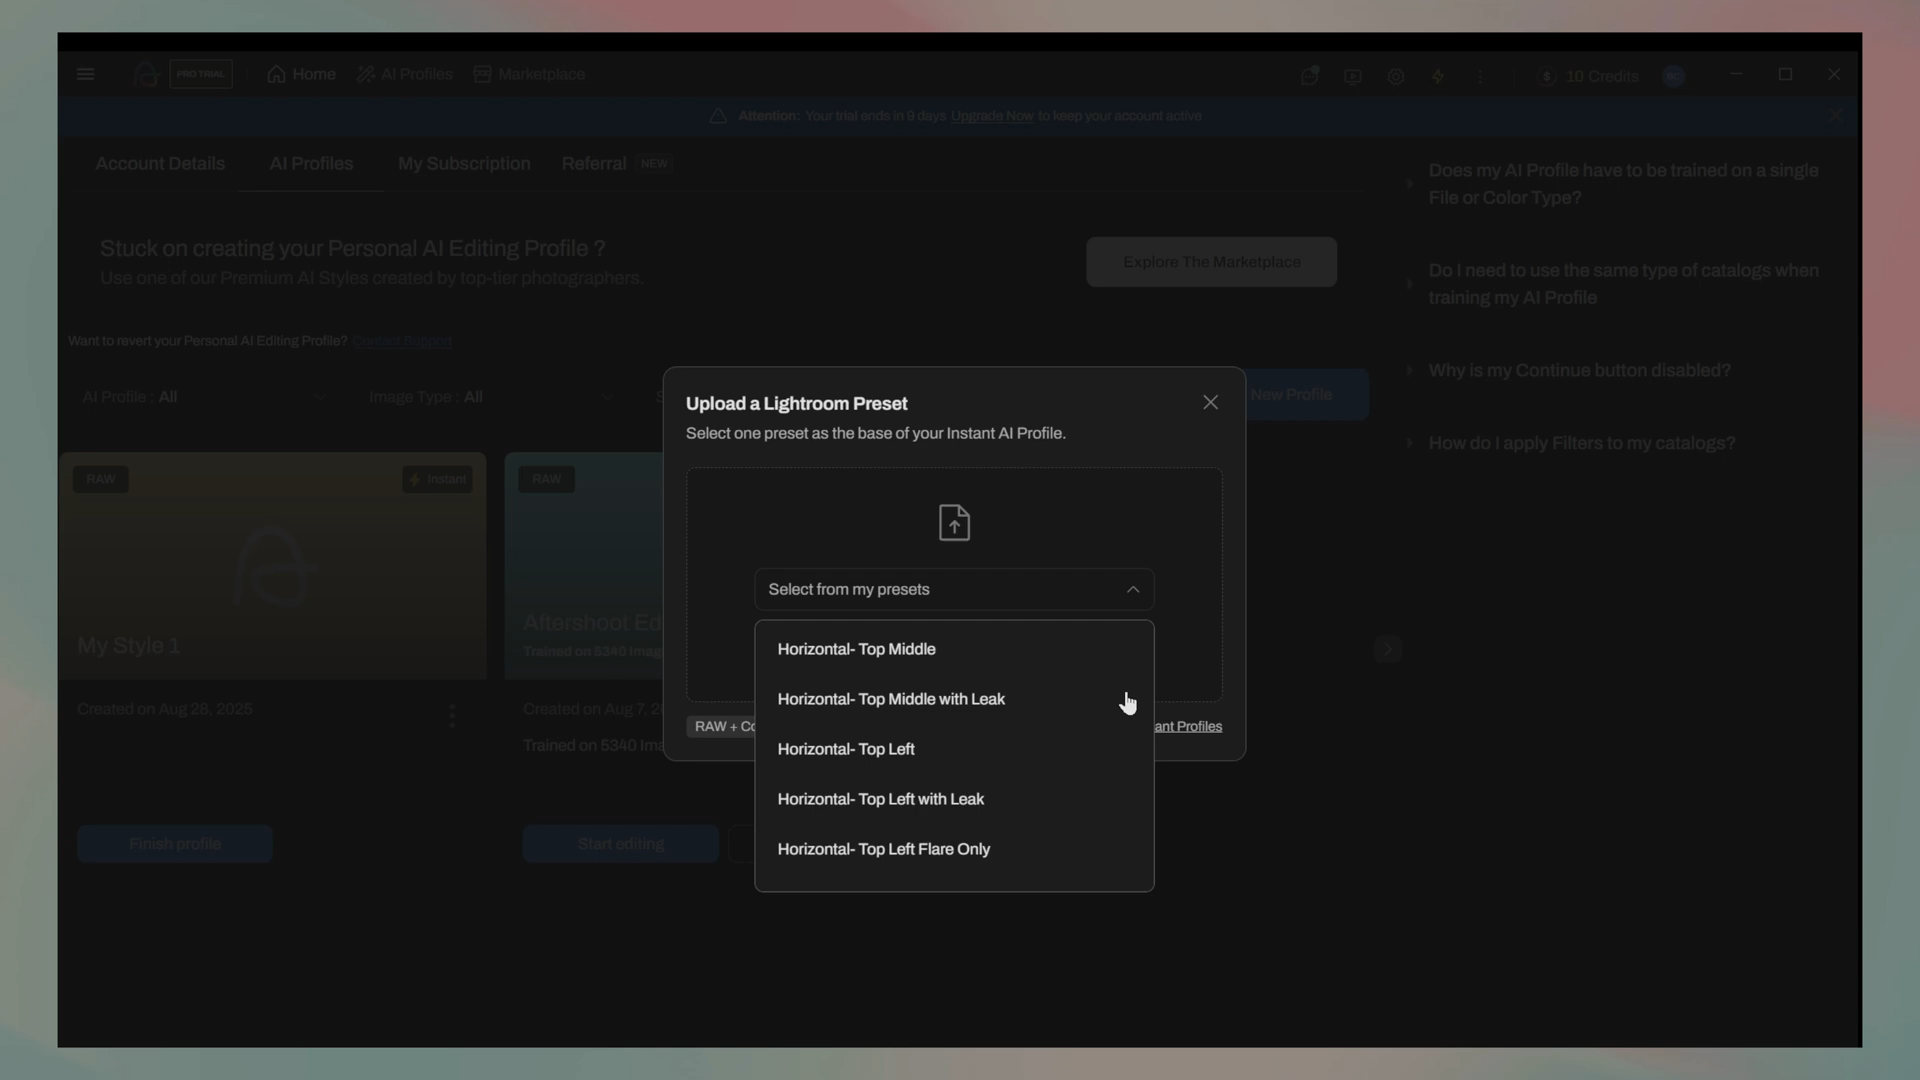 PRO TRIAL
Home
AI Profiles
Marketplace
10 Credits
Attention: Your trial ends in 9 days Upgrade Now to keep your account active
Account Details
AI Profiles
My Subscription
Referral NEW
Stuck on creating your Personal AI Editing Profile ?
Use one of our Premium AI Styles created by top-tier photographers.
Explore The Marketplace
Want to revert your Personal AI Editing Profile? Contact Support
AI Profile : All
Image Type : All
New Profile
RAW
Instant
My Style 1
Created on Aug 28, 2025
Finish profile
RAW
Aftershoot Ed
Trained on 5340 Imag
Created on Aug 7, 2
Trained on 5340 Ima
Start editing
Upload a Lightroom Preset
Select one preset as the base of your Instant AI Profile.
Select from my presets
Horizontal- Top Middle
Horizontal- Top Middle with Leak
Horizontal- Top Left
Horizontal- Top Left with Leak
Horizontal- Top Left Flare Only
RAW + Co
ant Profiles
Does my AI Profile have to be trained on a single
File or Color Type?
Do I need to use the same type of catalogs when
training my AI Profile
Why is my Continue button disabled?
How do I apply Filters to my catalogs?